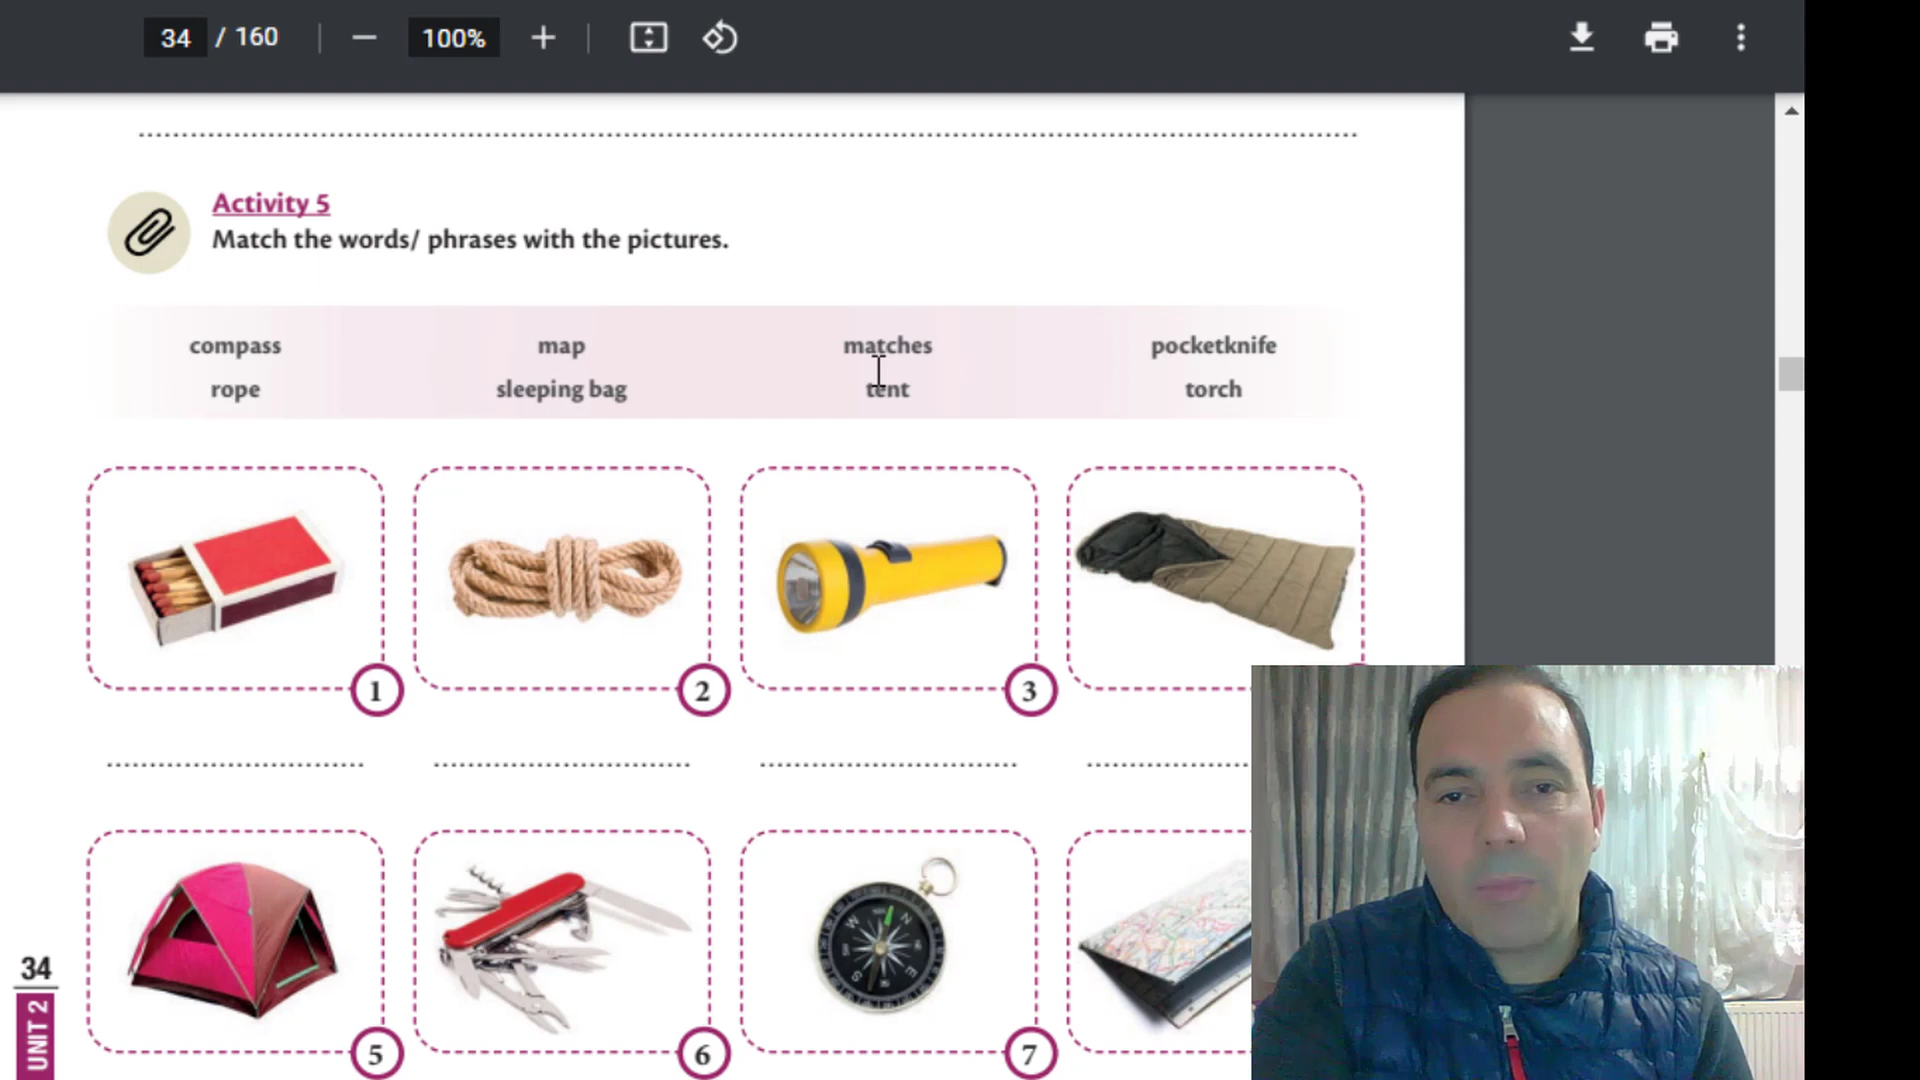 34 / 160
100%
Activity 5
Match the words/ phrases with the pictures.
compass map matches pocketknife
rope sleeping bag tent torch
1 2 3
5 6 7
34
UNIT 2